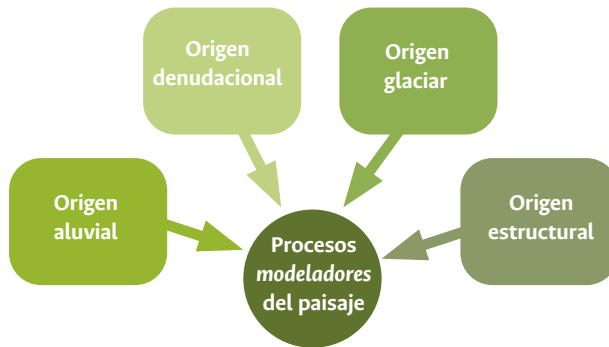 Origen
denudacional
Origen
glaciar
Origen
aluvial
Origen
estructural
Procesos
modeladores
del paisaje